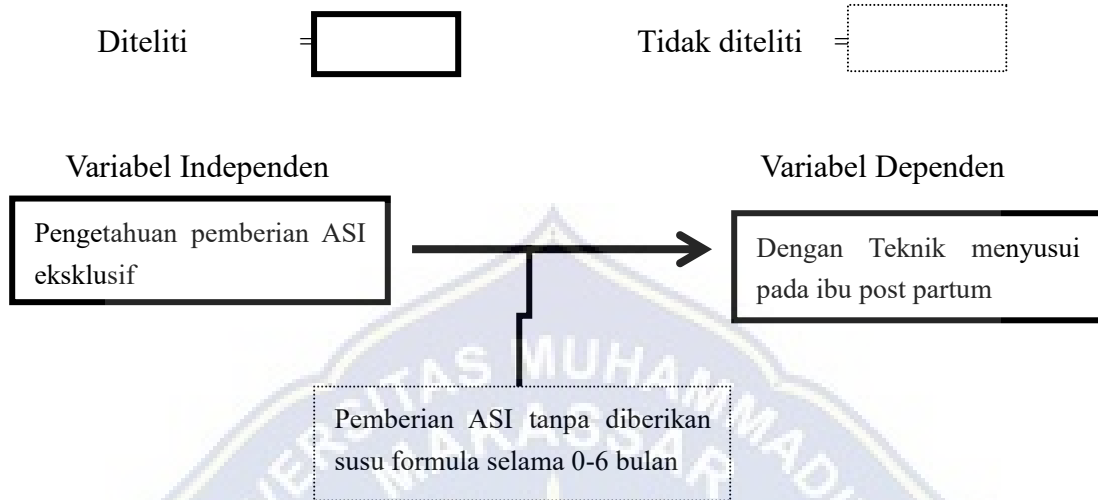 Diteliti = Tidak diteliti =
Variabel Independen Variabel Dependen
Pengetahuan pemberian ASI
eksklusif
Dengan Teknik menyusui
pada ibu post partum
Pemberian ASI tanpa diberikan
susu formula selama 0-6 bulan